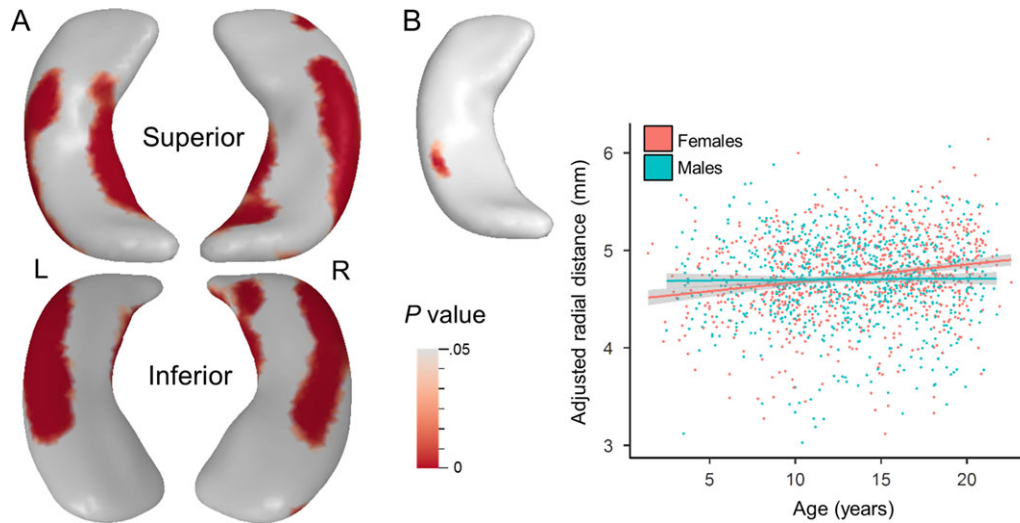 A
B
Superior
L
R
Inferior
P value
.05
0
Females
Males
6
5
4
3
Adjusted radial distance (mm)
5
10
15
20
Age (years)